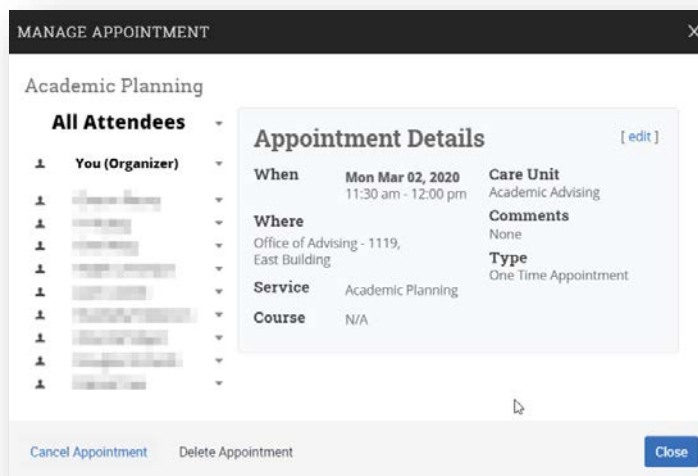 MANAGE APPOINTMENT
Academic Planning
All Attendees
You (Organizer)
Appointment Details
[ edit ]
When
Mon Mar 02, 2020
11:30 am - 12:00 pm
Where
Office of Advising - 1119,
East Building
Service
Academic Planning
Course
N/A
Care Unit
Academic Advising
Comments
None
Type
One Time Appointment
Cancel Appointment
Delete Appointment
Close